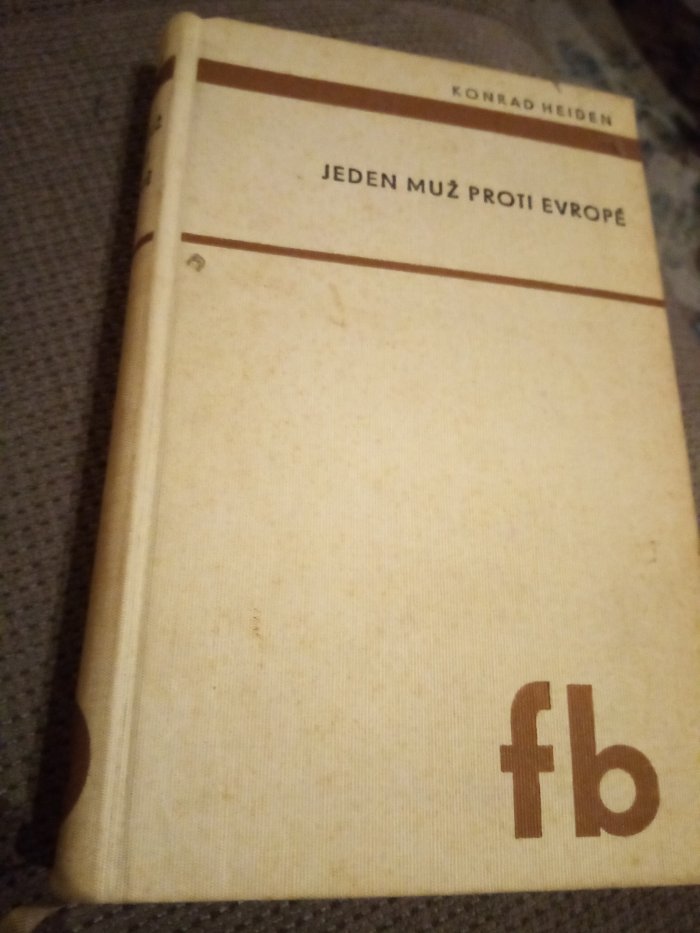 KONRAD HEIDEN
JEDEN MUŽ PROTI EVROPĚ
fb